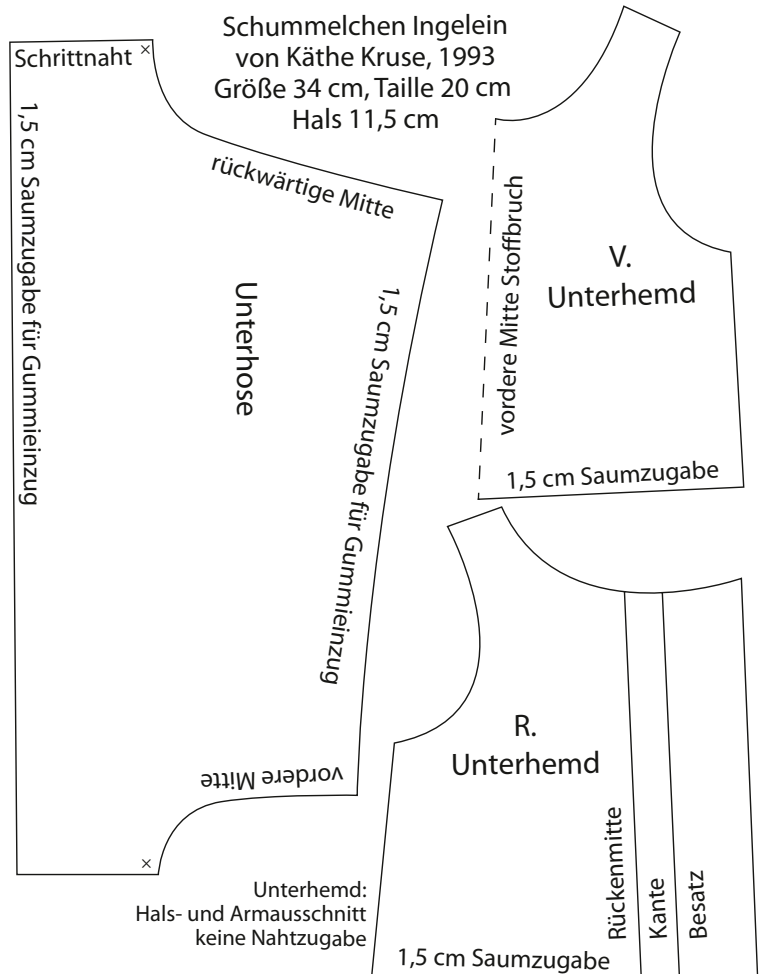 Schummelchen Ingelein
von Käthe Kruse, 1993
Größe 34 cm, Taille 20 cm
Hals 11,5 cm
Schrittnaht ×
1,5 cm Saumzugabe für Gummieinzug
rückwärtige Mitte
Unterhose
1,5 cm Saumzugabe für Gummieinzug
vordere Mitte
×
vordere Mitte Stoffbruch
V.
Unterhemd
1,5 cm Saumzugabe
R.
Unterhemd
Rückenmitte
Kante
Besatz
1,5 cm Saumzugabe
Unterhemd:
Hals- und Armausschnitt
keine Nahtzugabe